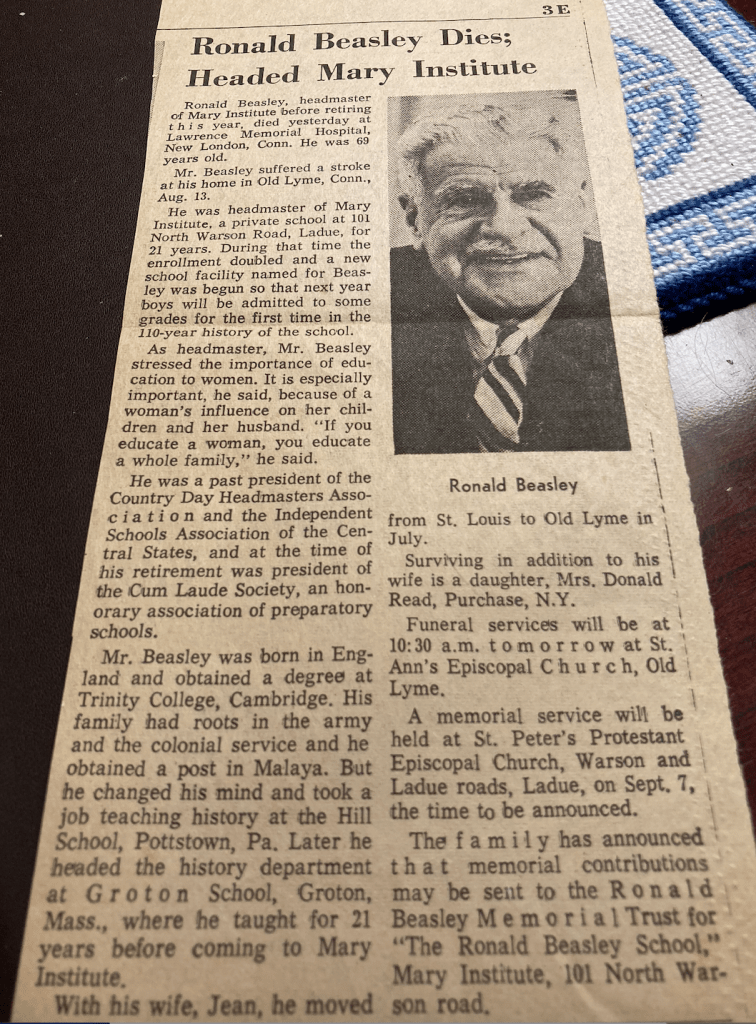 3E
Ronald Beasley Dies;
Headed Mary Institute
Ronald Beasley, headmaster
of Mary Institute before retiring
this year, died yesterday at
Lawrence Memorial Hospital,
New London, Conn. He was 69
years old.
Mr. Beasley suffered a stroke
at his home in Old Lyme, Conn.,
Aug. 13.
He was headmaster of Mary
Institute, a private school at 101
North Warson Road, Ladue, for
21 years. During that time the
enrollment doubled and a new
school facility named for Beas-
ley was begun so that next year
boys will be admitted to some
grades for the first time in the
110-year history of the school.
As headmaster, Mr. Beasley
stressed the importance of edu-
cation to women. It is especially
important, he said, because of a
woman's influence on her chil-
dren and her husband. "If you
educate a woman, you educate
a whole family," he said.
He was a past president of the
Country Day Headmasters Asso-
ciation and the Independent
Schools Association of the Cen-
tral States, and at the time of
his retirement was president of
the Cum Laude Society, an hon-
orary association of preparatory
schools.
Mr. Beasley was born in Eng-
land and obtained a degree at
Trinity College, Cambridge. His
family had roots in the army
and the colonial service and he
obtained a post in Malaya. But
he changed his mind and took a
job teaching history at the Hill
School, Pottstown, Pa. Later he
headed the history department
at Groton School, Groton,
Mass., where he taught for 21
years before coming to Mary
Institute.
With his wife, Jean, he moved
Ronald Beasley
from St. Louis to Old Lyme in
July.
Surviving in addition to his
wife is a daughter, Mrs. Donald
Read, Purchase, N.Y.
Funeral services will be at
10:30 a.m. tomorrow at St.
Ann's Episcopal Church, Old
Lyme.
A memorial service will be
held at St. Peter's Protestant
Episcopal Church, Warson and
Ladue roads, Ladue, on Sept. 7,
the time to be announced.
The family has announced
that memorial contributions
may be sent to the Ronald
Beasley Memorial Trust for
"The Ronald Beasley School,"
Mary Institute, 101 North War-
son road.